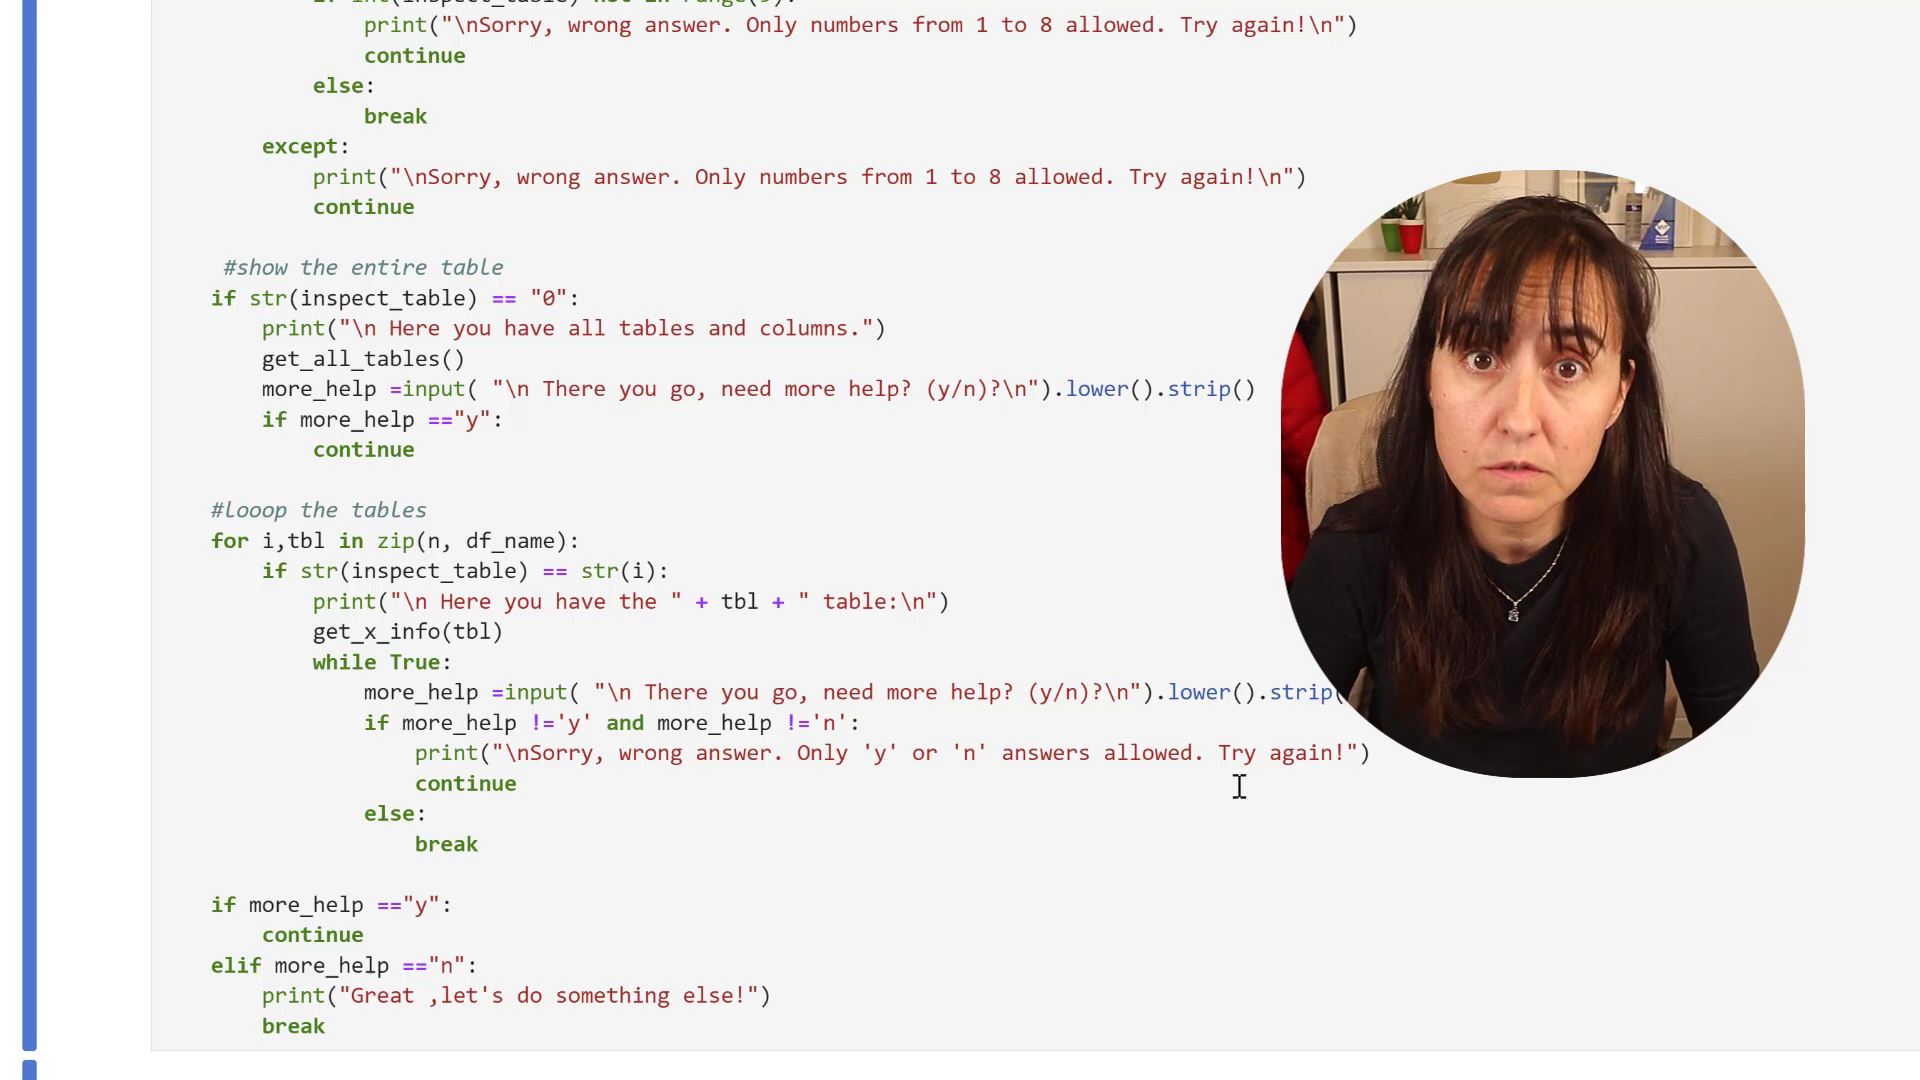 print("\nSorry, wrong answer. Only numbers from 1 to 8 allowed. Try again!\n")
continue
else:
break
except:
print("\nSorry, wrong answer. Only numbers from 1 to 8 allowed. Try again!\n")
continue
#show the entire table
if str(inspect_table) == "0":
print("\n Here you have all tables and columns.")
get_all_tables()
more_help =input( "\n There you go, need more help? (y/n)?\n").lower().strip()
if more_help =="y":
continue
#looop the tables
for i,tbl in zip(n, df_name):
if str(inspect_table) == str(i):
print("\n Here you have the " + tbl + " table:\n")
get_x_info(tbl)
while True:
more_help =input( "\n There you go, need more help? (y/n)?\n").lower().strip(
if more_help !='y' and more_help !='n':
print("\nSorry, wrong answer. Only 'y' or 'n' answers allowed. Try again!")
continue
else:
break
if more_help =="y":
continue
elif more_help =="n":
print("Great ,let's do something else!")
break